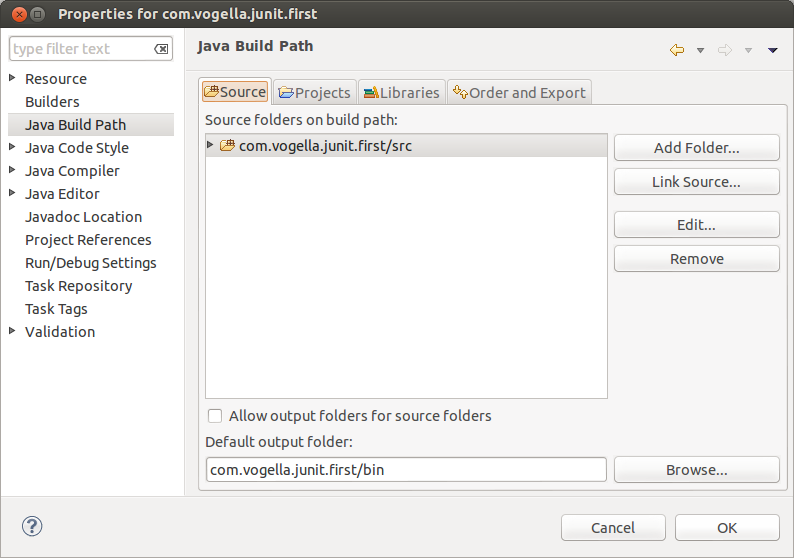 Properties for com.vogella.junit.first
type filter text
Resource
Builders
Java Build Path
Java Code Style
Java Compiler
Java Editor
Javadoc Location
Project References
Run/Debug Settings
Task Repository
Task Tags
Validation
Java Build Path
Source Projects Libraries Order and Export
Source folders on build path:
com.vogella.junit.first/src
Add Folder...
Link Source...
Edit...
Remove
Allow output folders for source folders
Default output folder:
com.vogella.junit.first/bin
Browse...
?
Cancel OK